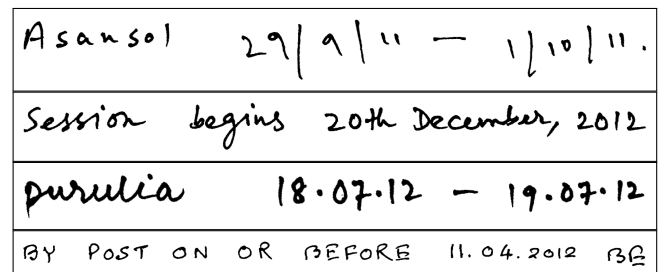 Asansol 29/9/11 — 1/10/11.
Session begins 20th December, 2012
purulia 18.07.12 — 19.07.12
BY POST ON OR BEFORE 11.04.2012 BE